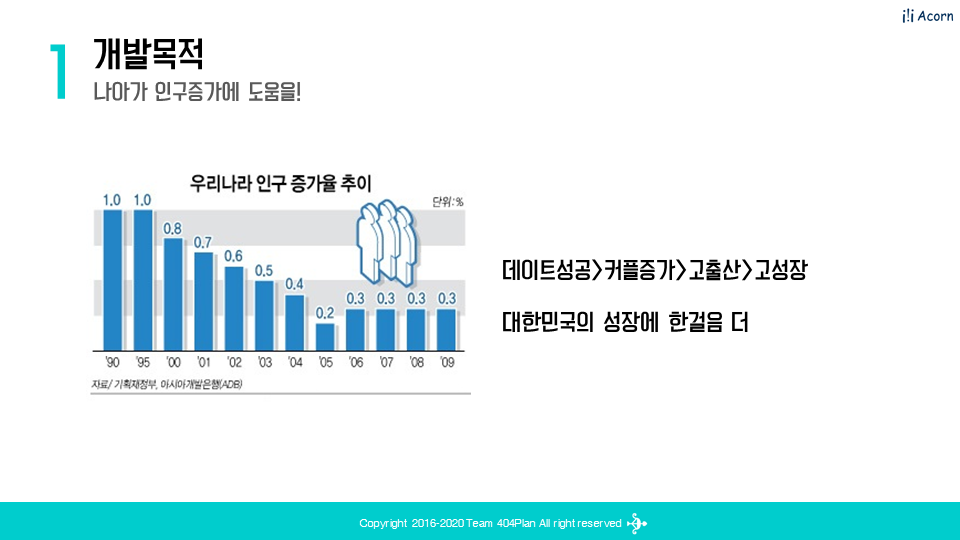 Acorn
1
개발목적
나아가 인구증가에 도움을!
우리나라 인구 증가율 추이
단위:%
1.0 1.0 0.8 0.7 0.6 0.5 0.4 0.2 0.3 0.3 0.3 0.3
'90 '95 '00 '01 '02 '03 '04 '05 '06 '07 '08 '09
자료/ 기획재정부, 아시아개발은행(ADB)
데이트성공>커플증가>고출산>고성장
대한민국의 성장에 한걸음 더
Copyright 2016-2020 Team 404Plan All right reserved